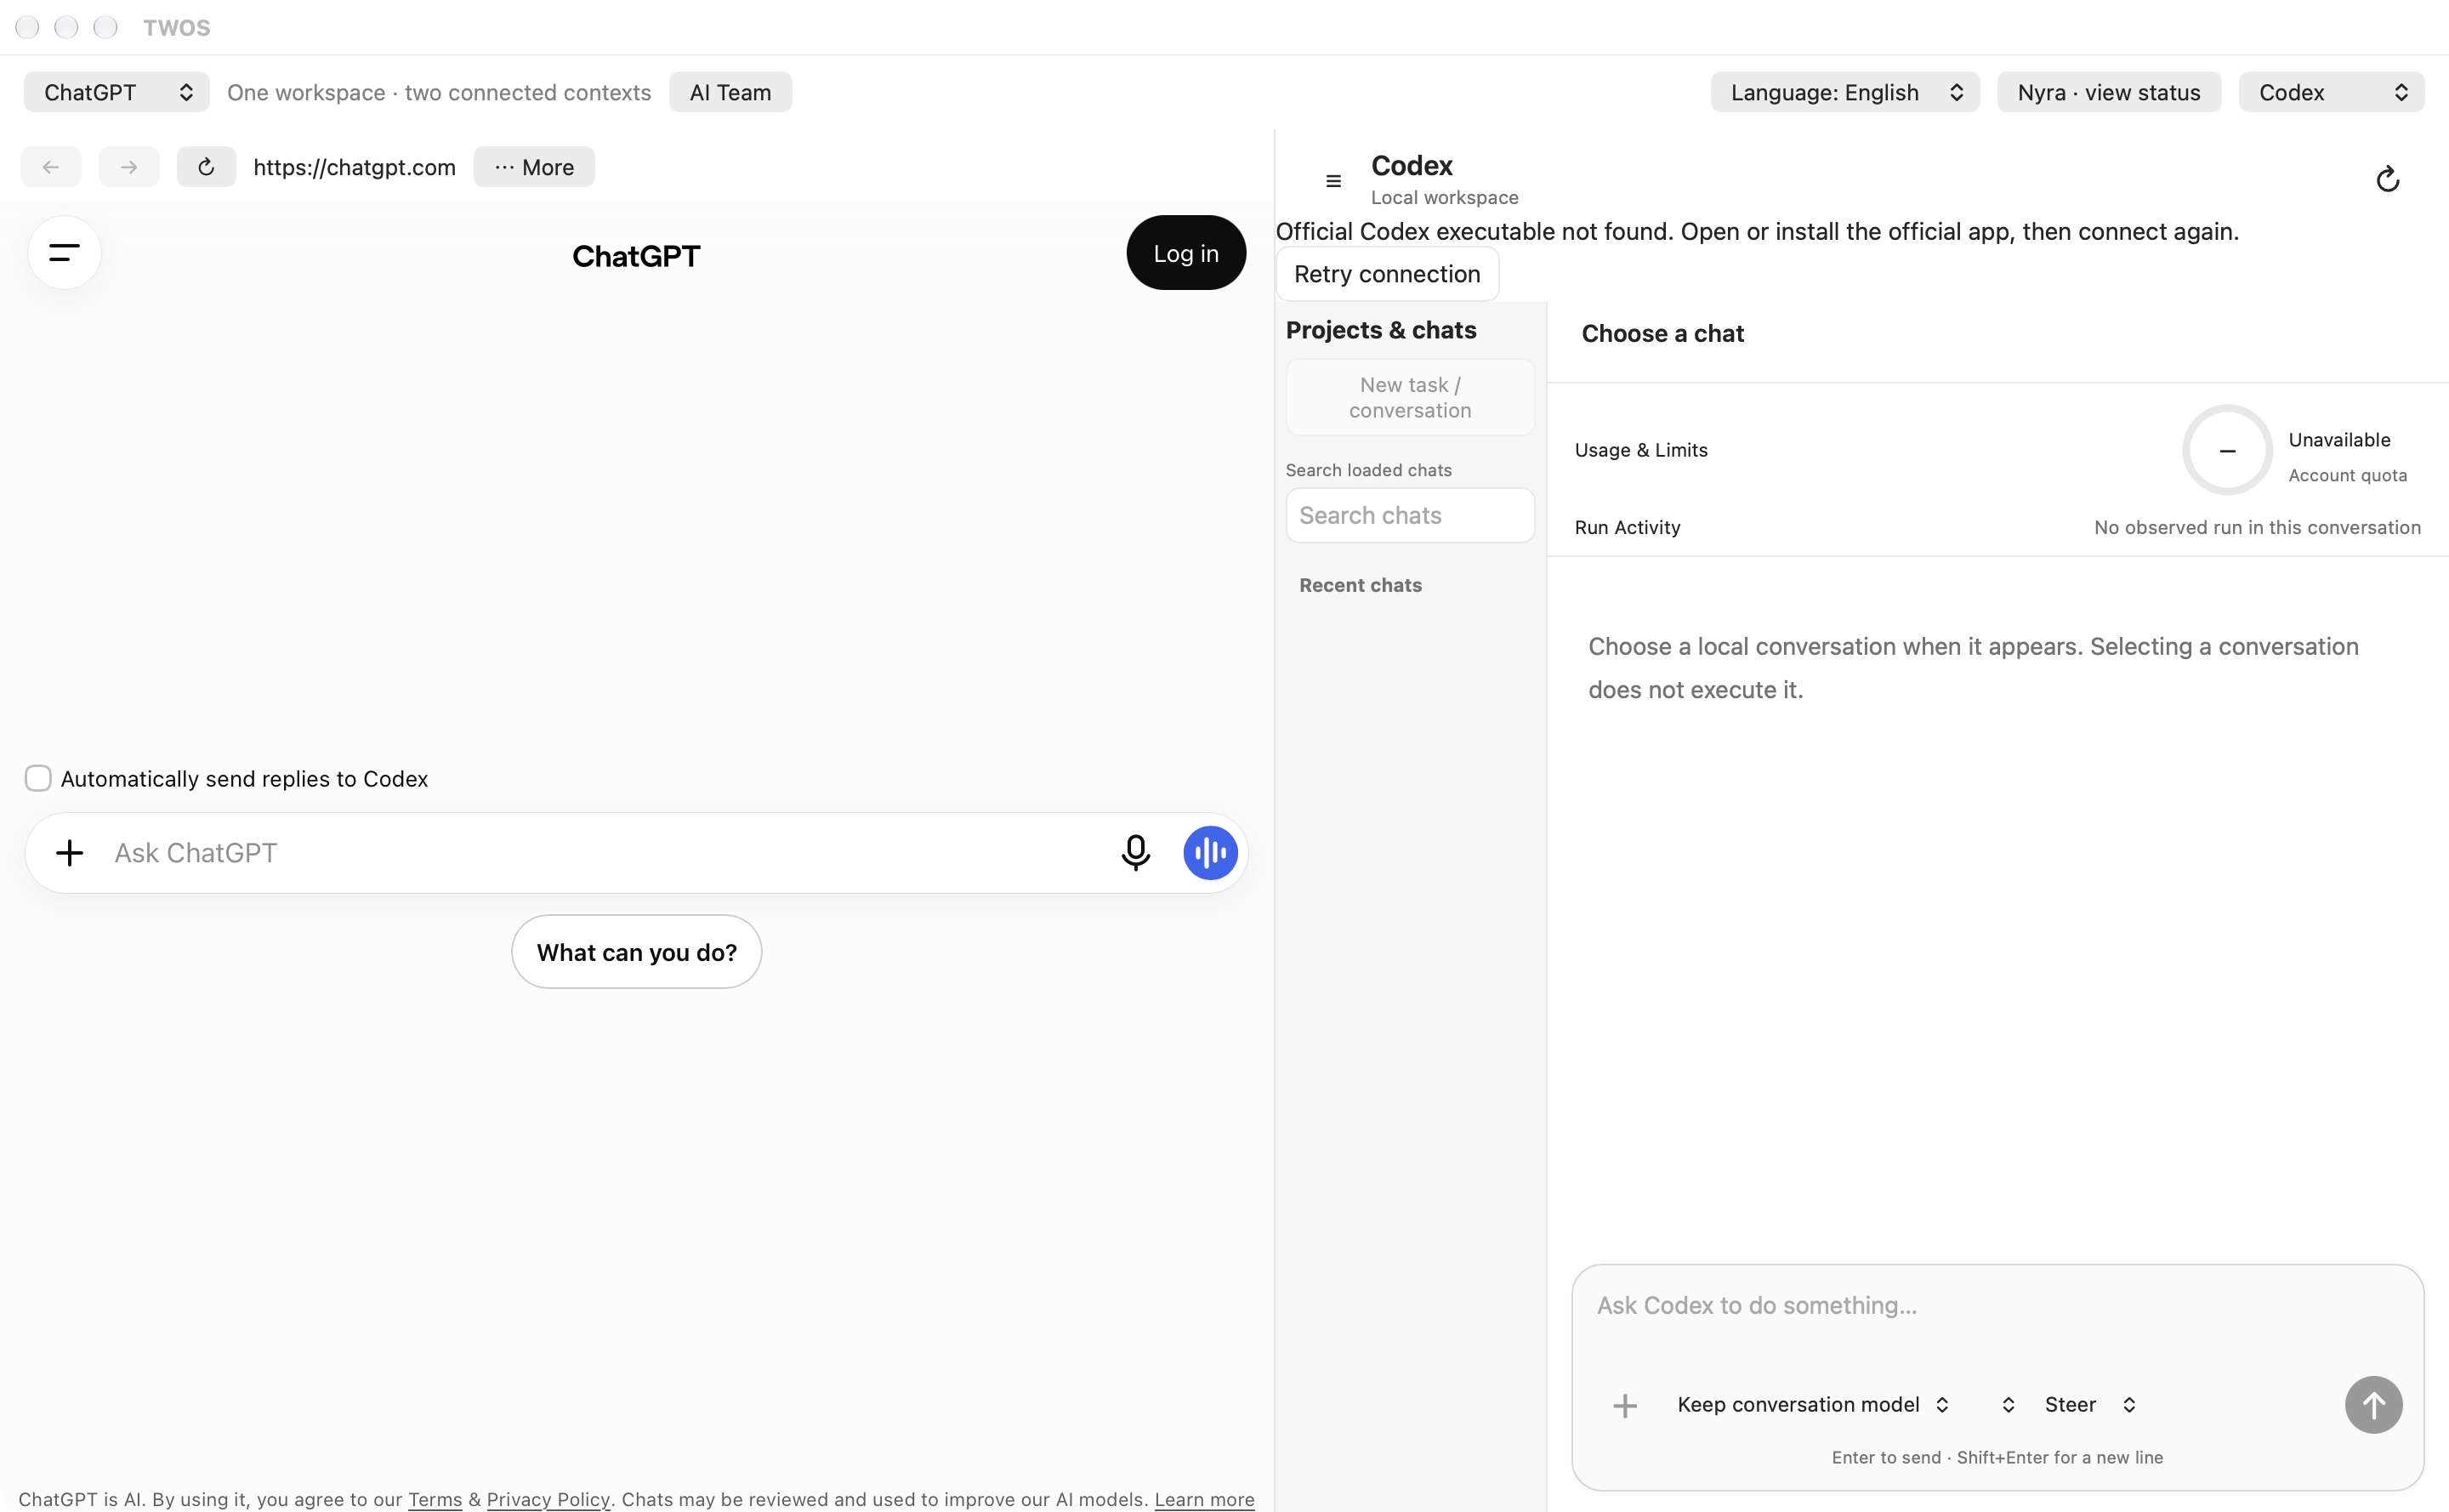 TWOS
ChatGPT
One workspace · two connected contexts
AI Team
Language: English
Nyra · view status
Codex
https://chatgpt.com
··· More
ChatGPT
Log in
Automatically send replies to Codex
Ask ChatGPT
What can you do?
ChatGPT is AI. By using it, you agree to our Terms & Privacy Policy. Chats may be reviewed and used to improve our AI models. Learn more
Codex
Local workspace
Official Codex executable not found. Open or install the official app, then connect again.
Retry connection
Projects & chats
New task /
conversation
Search loaded chats
Search chats
Recent chats
Choose a chat
Usage & Limits
–
Unavailable
Account quota
Run Activity
No observed run in this conversation
Choose a local conversation when it appears. Selecting a conversation
does not execute it.
Ask Codex to do something...
Keep conversation model
Steer
Enter to send · Shift+Enter for a new line